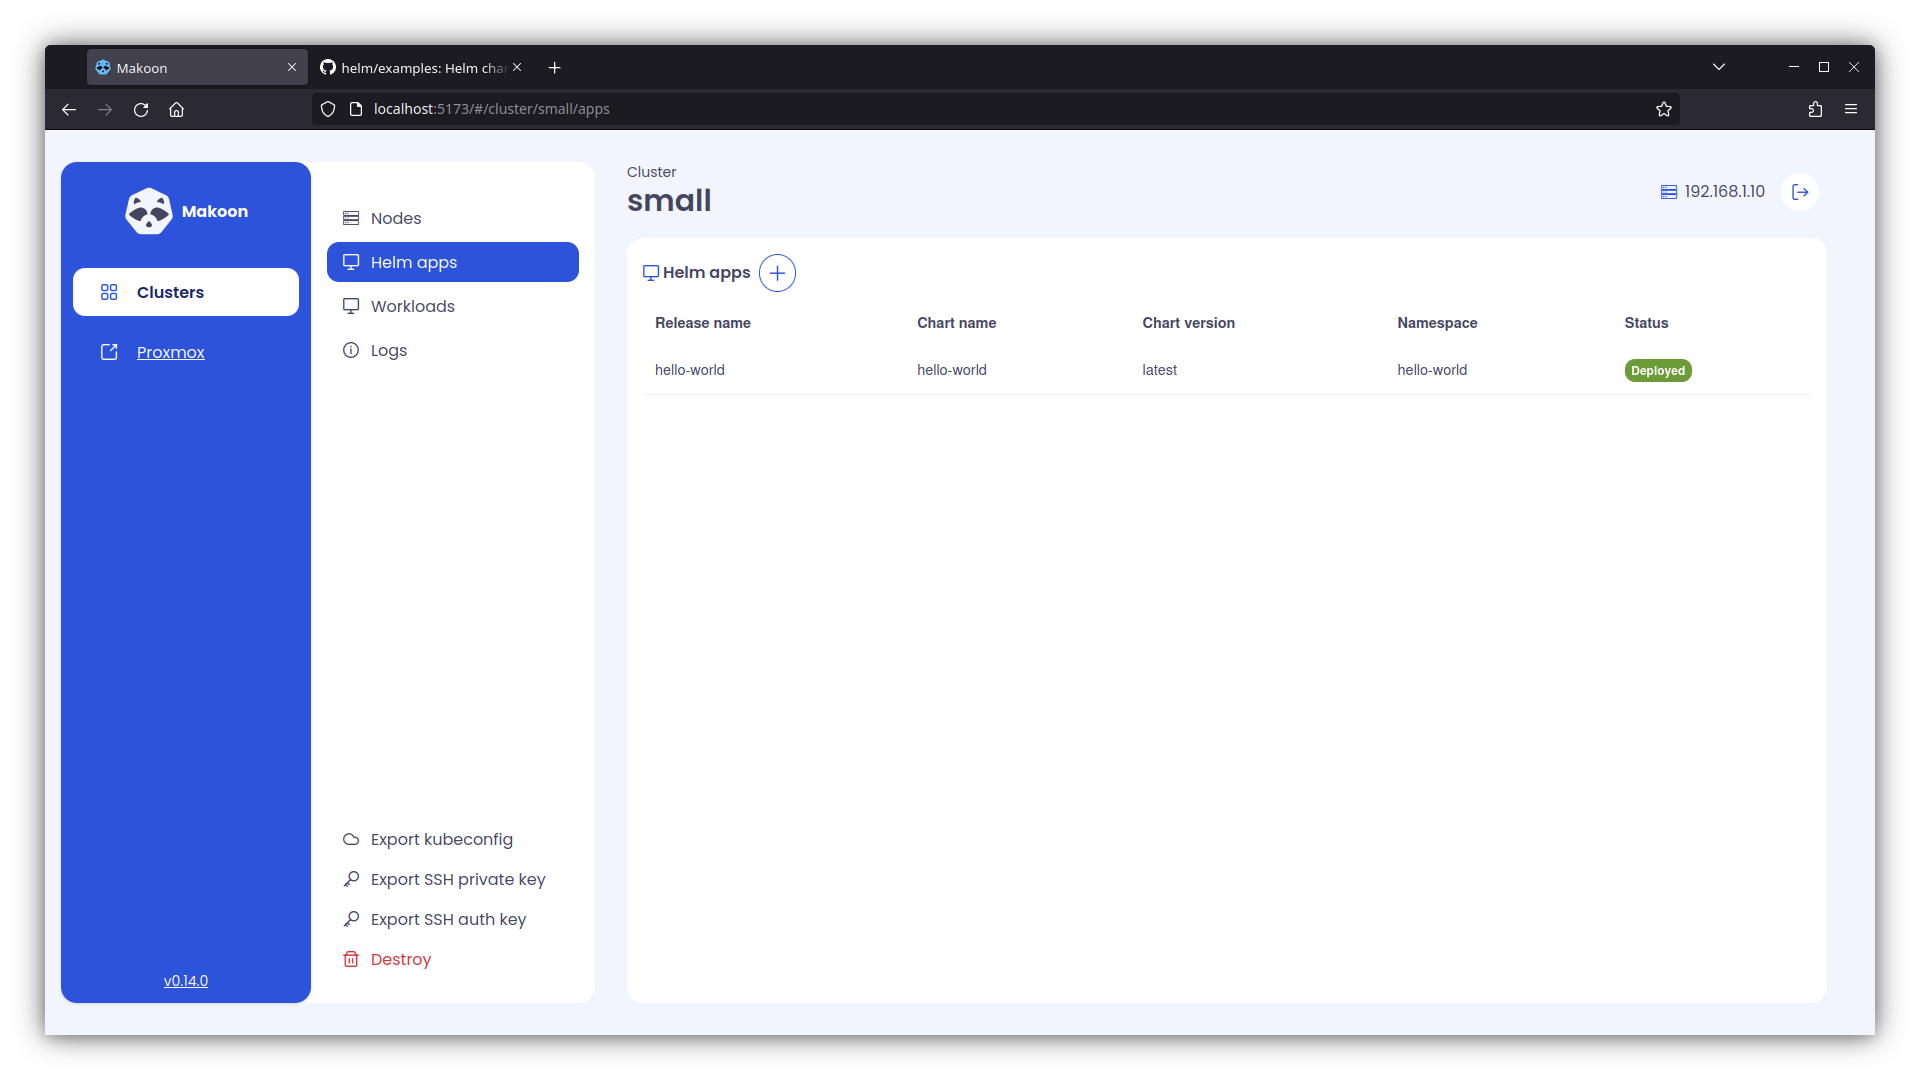 Makoon
helm/examples: Helm cha
localhost:5173/#/cluster/small/apps
Makoon
Clusters
Proxmox
v0.14.0
Nodes
Helm apps
Workloads
Logs
Export kubeconfig
Export SSH private key
Export SSH auth key
Destroy
Cluster
small
192.168.1.10
Helm apps
Release name Chart name Chart version Namespace Status
hello-world hello-world latest hello-world Deployed